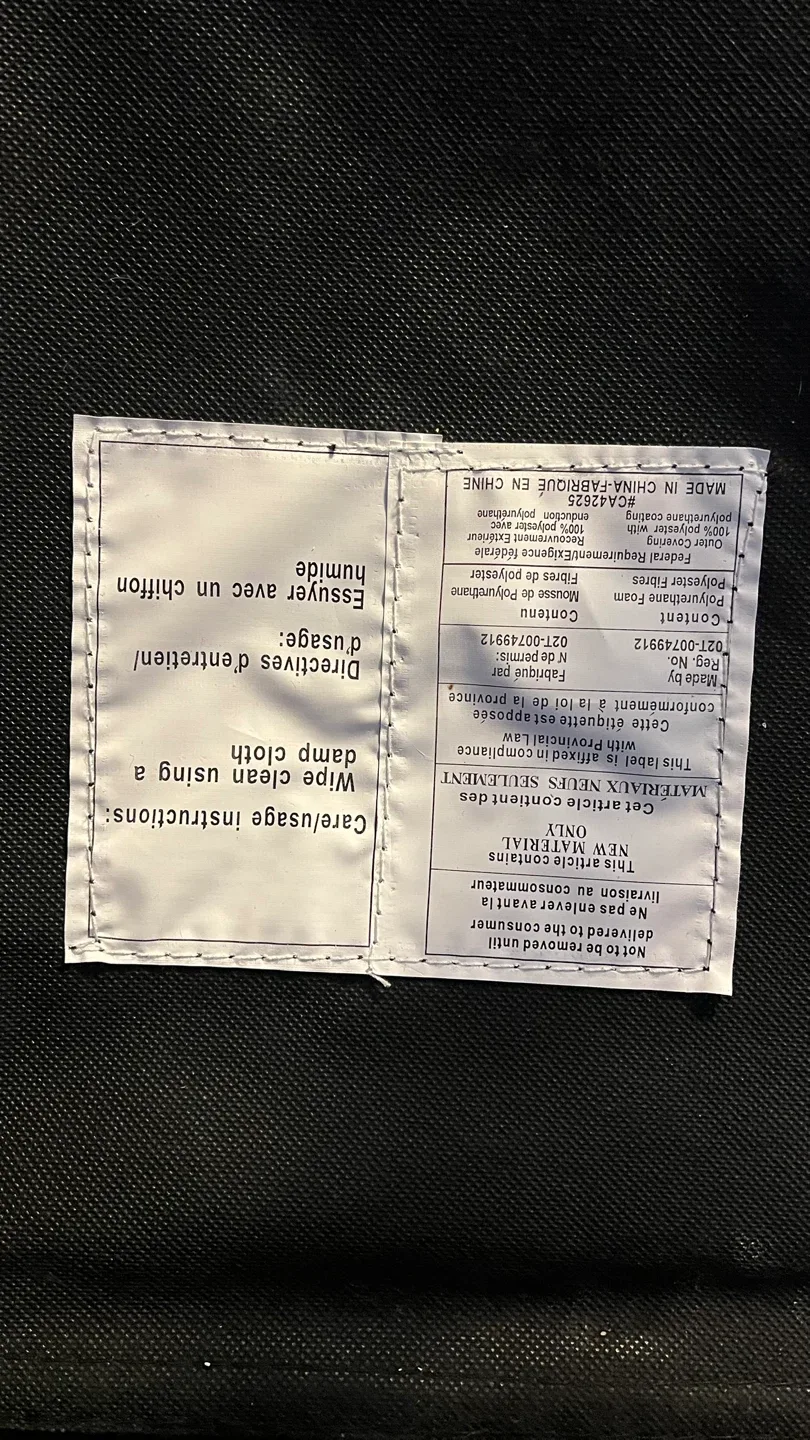 Not to be removed until
delivered to the consumer
Ne pas enlever avant la
livraison au consommateur
This article contains
NEW MATERIAL
ONLY
Cet article contient des
MATÉRIAUX NEUFS SEULEMENT
This label is affixed in compliance
with Provincial Law
Cette étiquette est apposée
conformément à la loi de la province
Made by Fabriqué par
Reg. No. N de permis:
02T-00749912 02T-00749912
Content Contenu
Polyurethane Foam Mousse de Polyurethane
Polyester Fibres Fibres de polyester
Federal Requirement/Exigence fédérale
Outer Covering Recouvrement Extérieur
100% polyester with 100% polyester avec
polyurethane coating enduction polyuréthane
#CA42625
MADE IN CHINA-FABRIQUÉ EN CHINE
Care/usage instructions:
Wipe clean using a
damp cloth
Directives d'entretien/
d'usage:
Essuyer avec un chiffon
humide